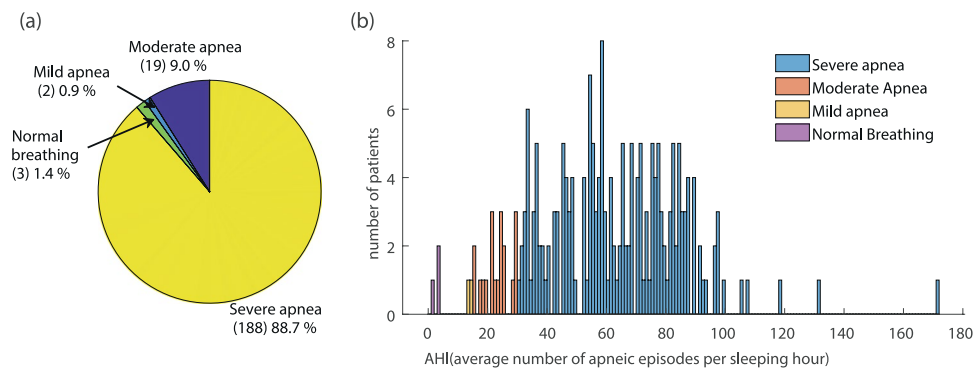 (a)
Moderate apnea
(19) 9.0 %
Mild apnea
(2) 0.9 %
Normal
breathing
(3) 1.4 %
Severe apnea
(188) 88.7 %
(b)
8
6
4
2
0
number of patients
0 20 40 60 80 100 120 140 160 180
AHI(average number of apneic episodes per sleeping hour)
Severe apnea
Moderate Apnea
Mild apnea
Normal Breathing